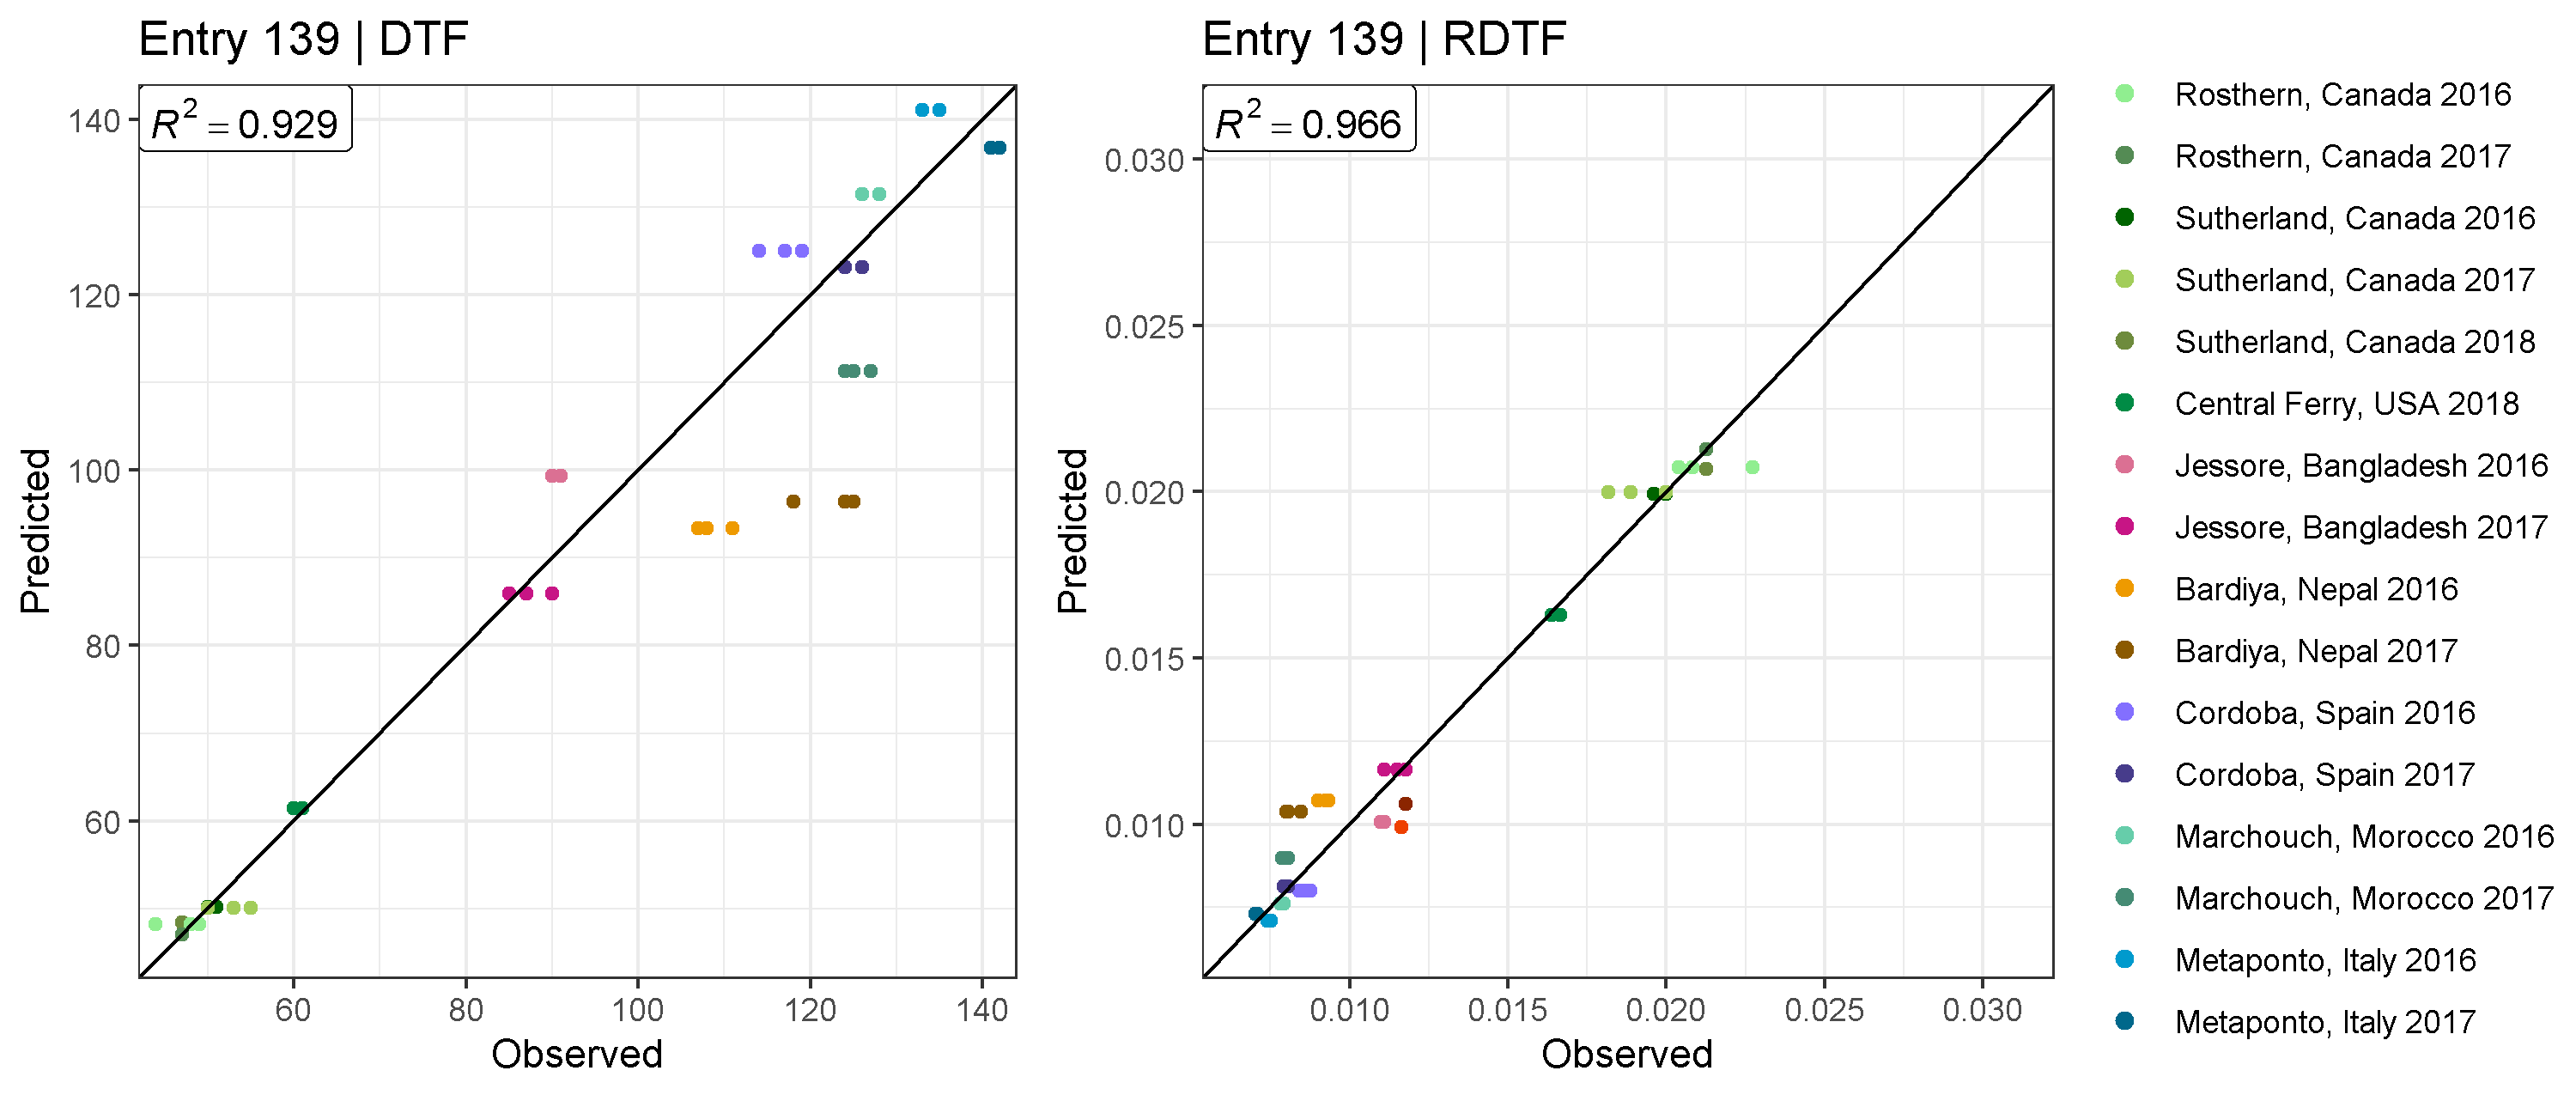 Entry 139 | DTF
R² = 0.929
140
120
100
80
60
Predicted
60 80 100 120 140
Observed
Entry 139 | RDTF
R² = 0.966
0.030
0.025
0.020
0.015
0.010
Predicted
0.010 0.015 0.020 0.025 0.030
Observed
Rosthern, Canada 2016
Rosthern, Canada 2017
Sutherland, Canada 2016
Sutherland, Canada 2017
Sutherland, Canada 2018
Central Ferry, USA 2018
Jessore, Bangladesh 2016
Jessore, Bangladesh 2017
Bardiya, Nepal 2016
Bardiya, Nepal 2017
Cordoba, Spain 2016
Cordoba, Spain 2017
Marchouch, Morocco 2016
Marchouch, Morocco 2017
Metaponto, Italy 2016
Metaponto, Italy 2017